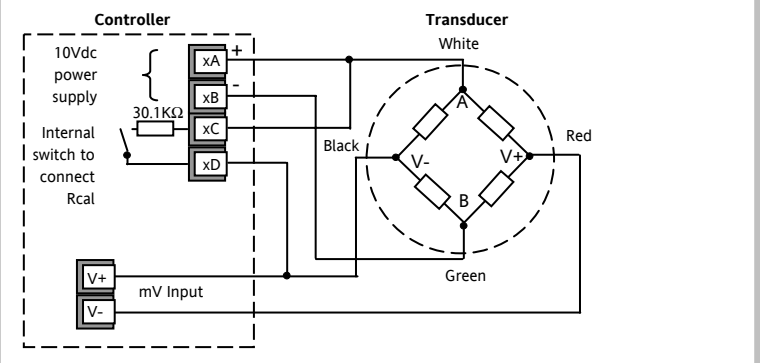 Controller
Transducer
10Vdc
power
supply
xA
+
White
xB
-
A
30.1KΩ
xC
Internal
switch to
connect
Rcal
Black
Red
V-
V+
xD
B
Green
V+
mV Input
V-